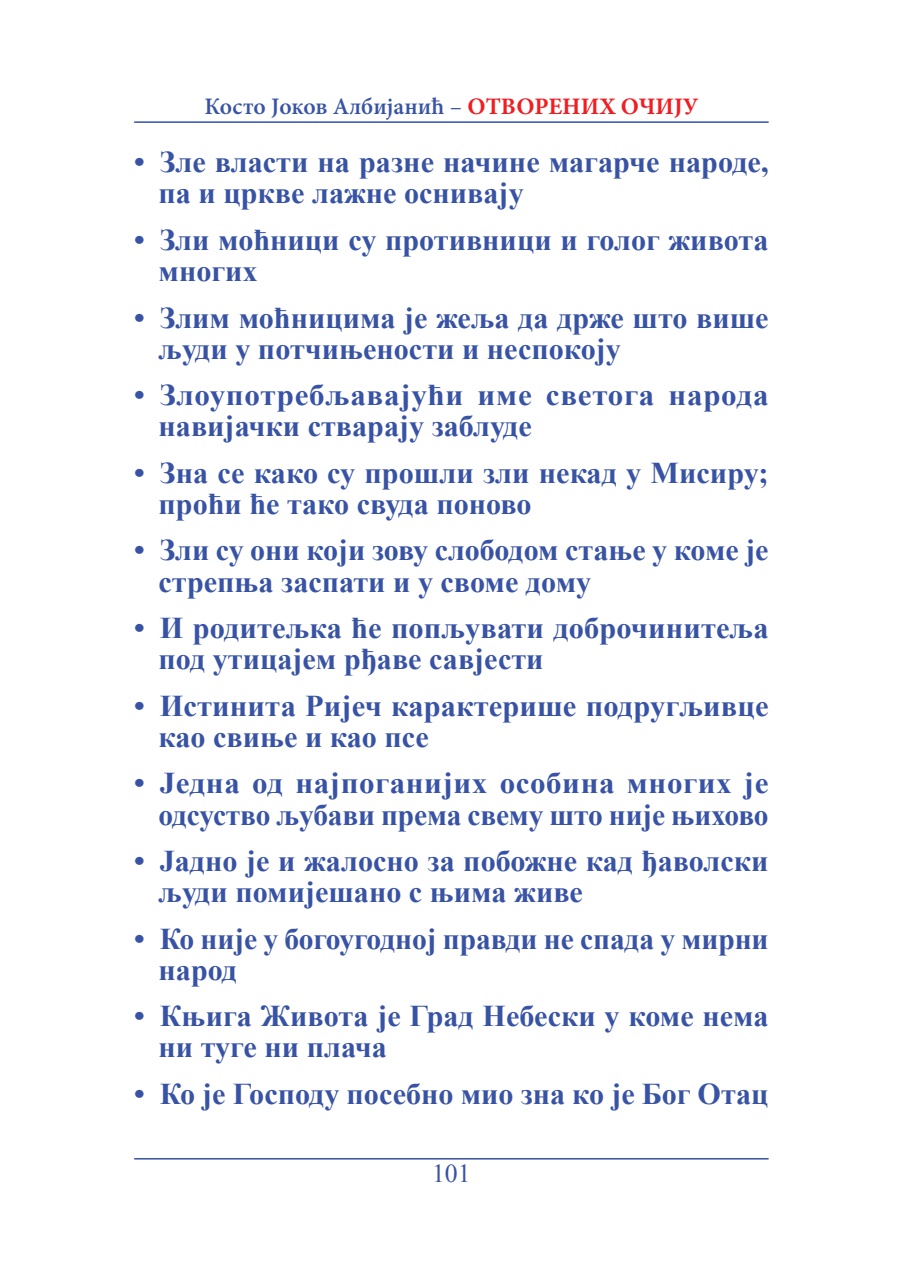 Косто Јоков Албијанић – ОТВОРЕНИХ ОЧИЈУ
• Зле власти на разне начине магарче народе,
па и цркве лажне оснивају
• Зли моћници су противници и голог живота
многих
• Злим моћницима је жеља да држе што више
људи у потчињености и неспокоју
• Злоупотребљавајући име светога народа
навијачки стварају заблуде
• Зна се како су прошли зли некад у Мисиру;
проћи ће тако свуда поново
• Зли су они који зову слободом стање у коме је
стрепња заспати и у своме дому
• И родитељка ће попљувати доброчинитеља
под утицајем рђаве савјести
• Истинита Ријеч карактерише подругљивце
као свиње и као псе
• Једна од најпоганијих особина многих је
одсуство љубави према свему што није њихово
• Јадно је и жалосно за побожне кад ђаволски
људи помијешано с њима живе
• Ко није у богоугодној правди не спада у мирни
народ
• Књига Живота је Град Небески у коме нема
ни туге ни плача
• Ко је Господу посебно мио зна ко је Бог Отац
101